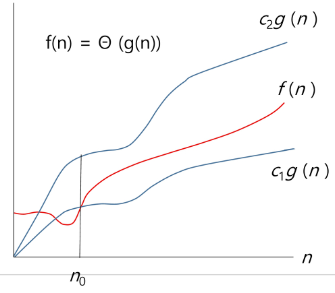 c₂g(n)
f(n) = Θ (g(n))
f(n)
c₁g(n)
n
n₀